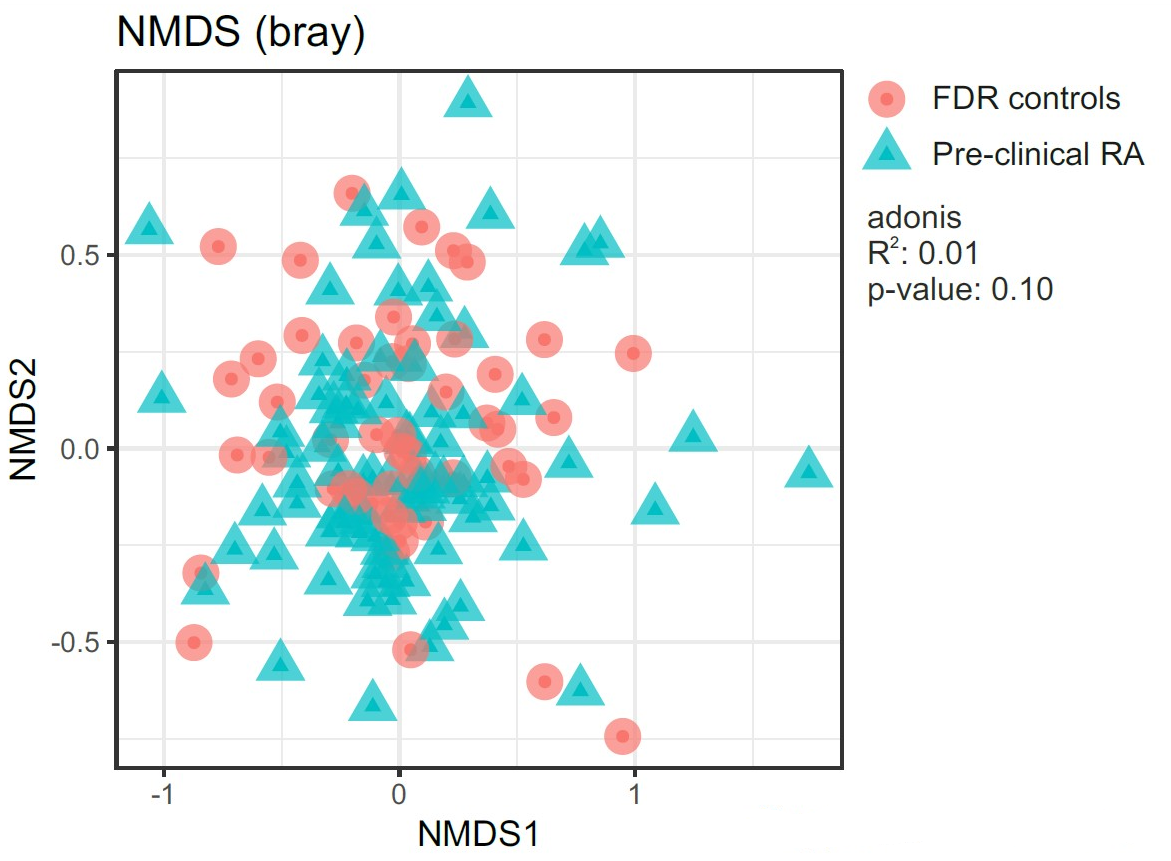 NMDS (bray)
FDR controls
Pre-clinical RA
adonis
R²: 0.01
p-value: 0.10
0.5
0.0
-0.5
NMDS2
-1
0
1
NMDS1